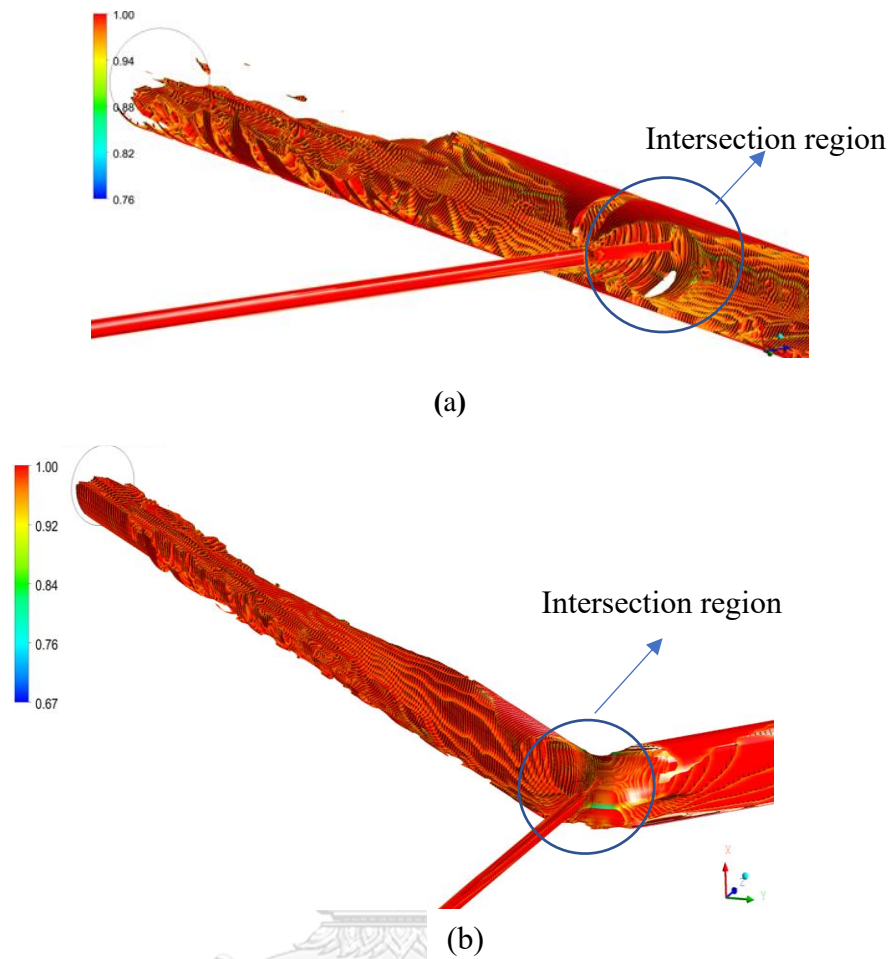 1.00
0.94
0.88
0.82
0.76
Intersection region
(a)
1.00
0.92
0.84
0.76
0.67
Intersection region
X
Z
Y
(b)